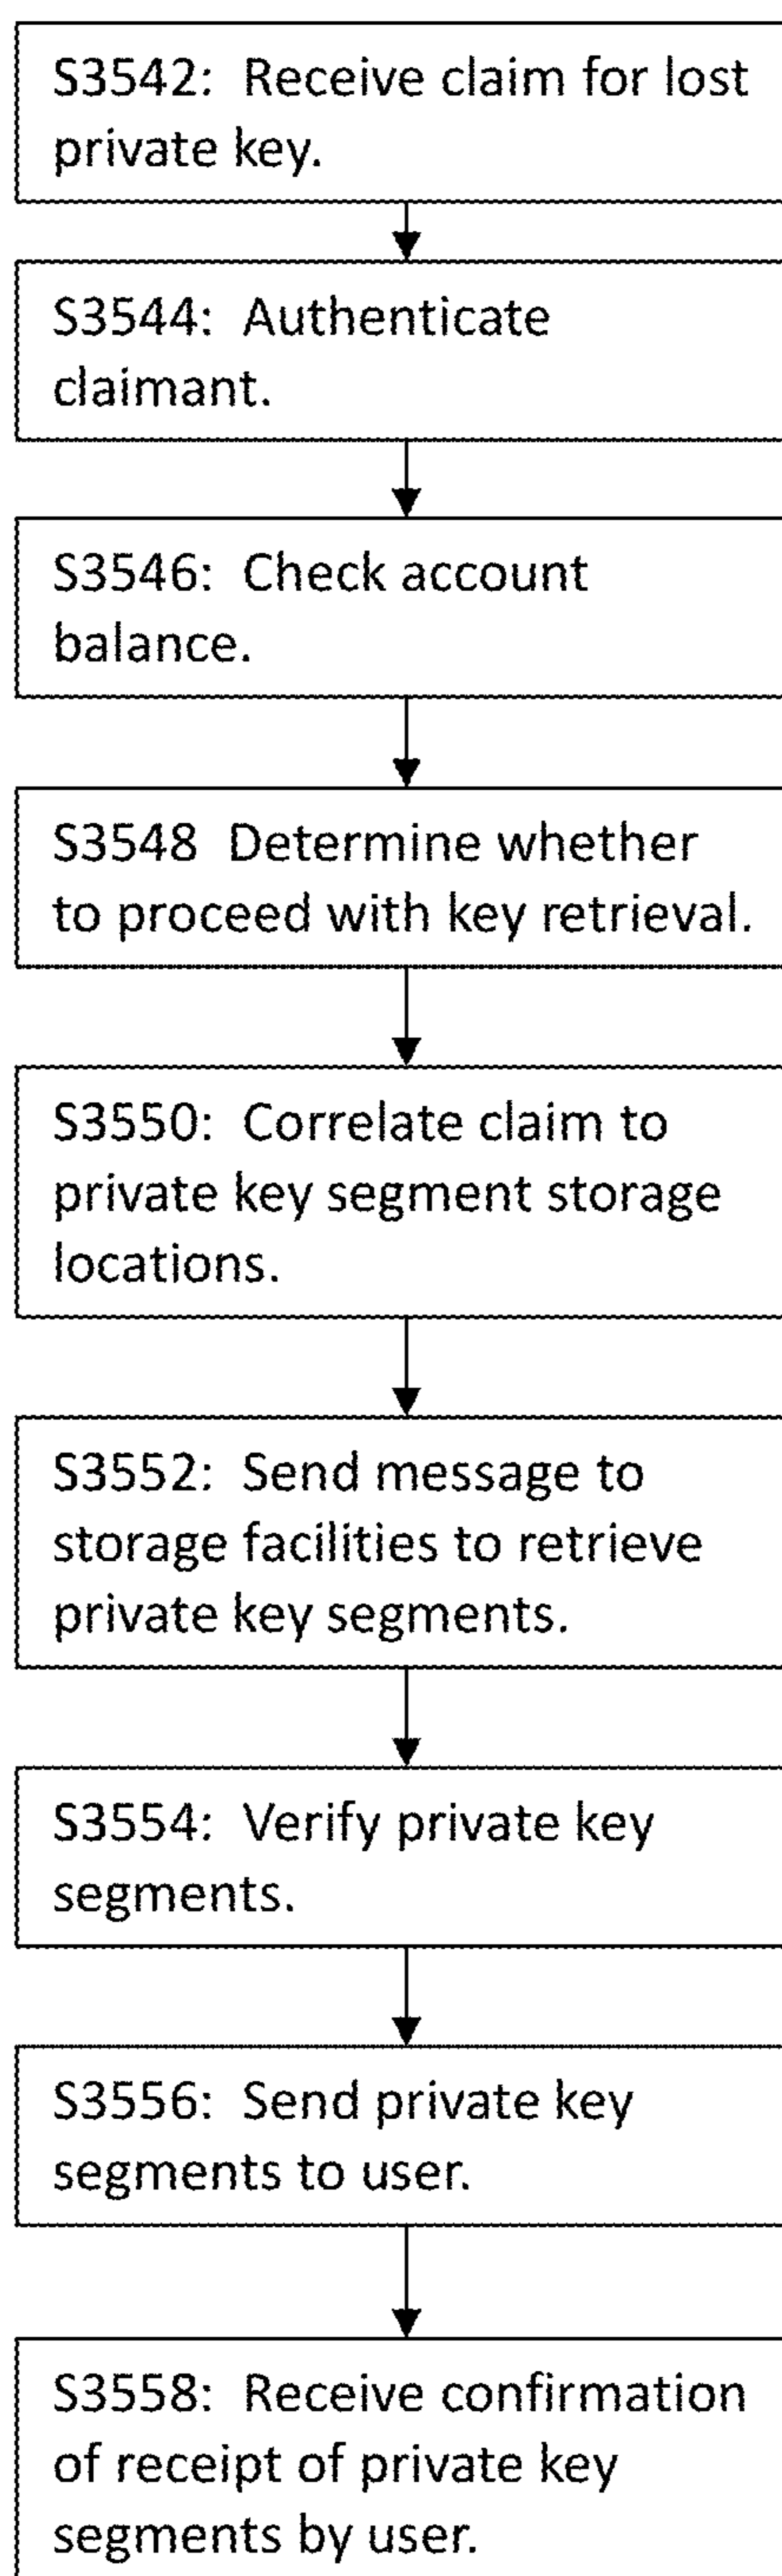 S3542: Receive claim for lost
private key.
S3544: Authenticate
claimant.
S3546: Check account
balance.
S3548 Determine whether
to proceed with key retrieval.
S3550: Correlate claim to
private key segment storage
locations.
S3552: Send message to
storage facilities to retrieve
private key segments.
S3554: Verify private key
segments.
S3556: Send private key
segments to user.
S3558: Receive confirmation
of receipt of private key
segments by user.